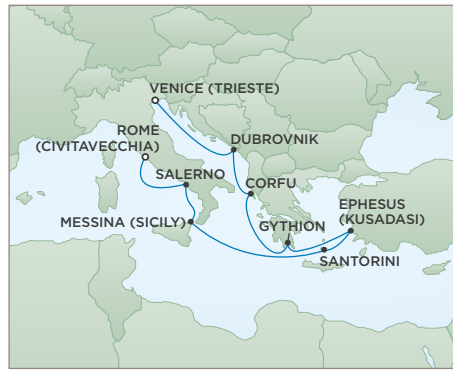 VENICE (TRIESTE)
ROME
(CIVITAVECCHIA)
DUBROVNIK
SALERNO
CORFU
EPHESUS
(KUSADASI)
MESSINA (SICILY)
GYTHION
SANTORINI